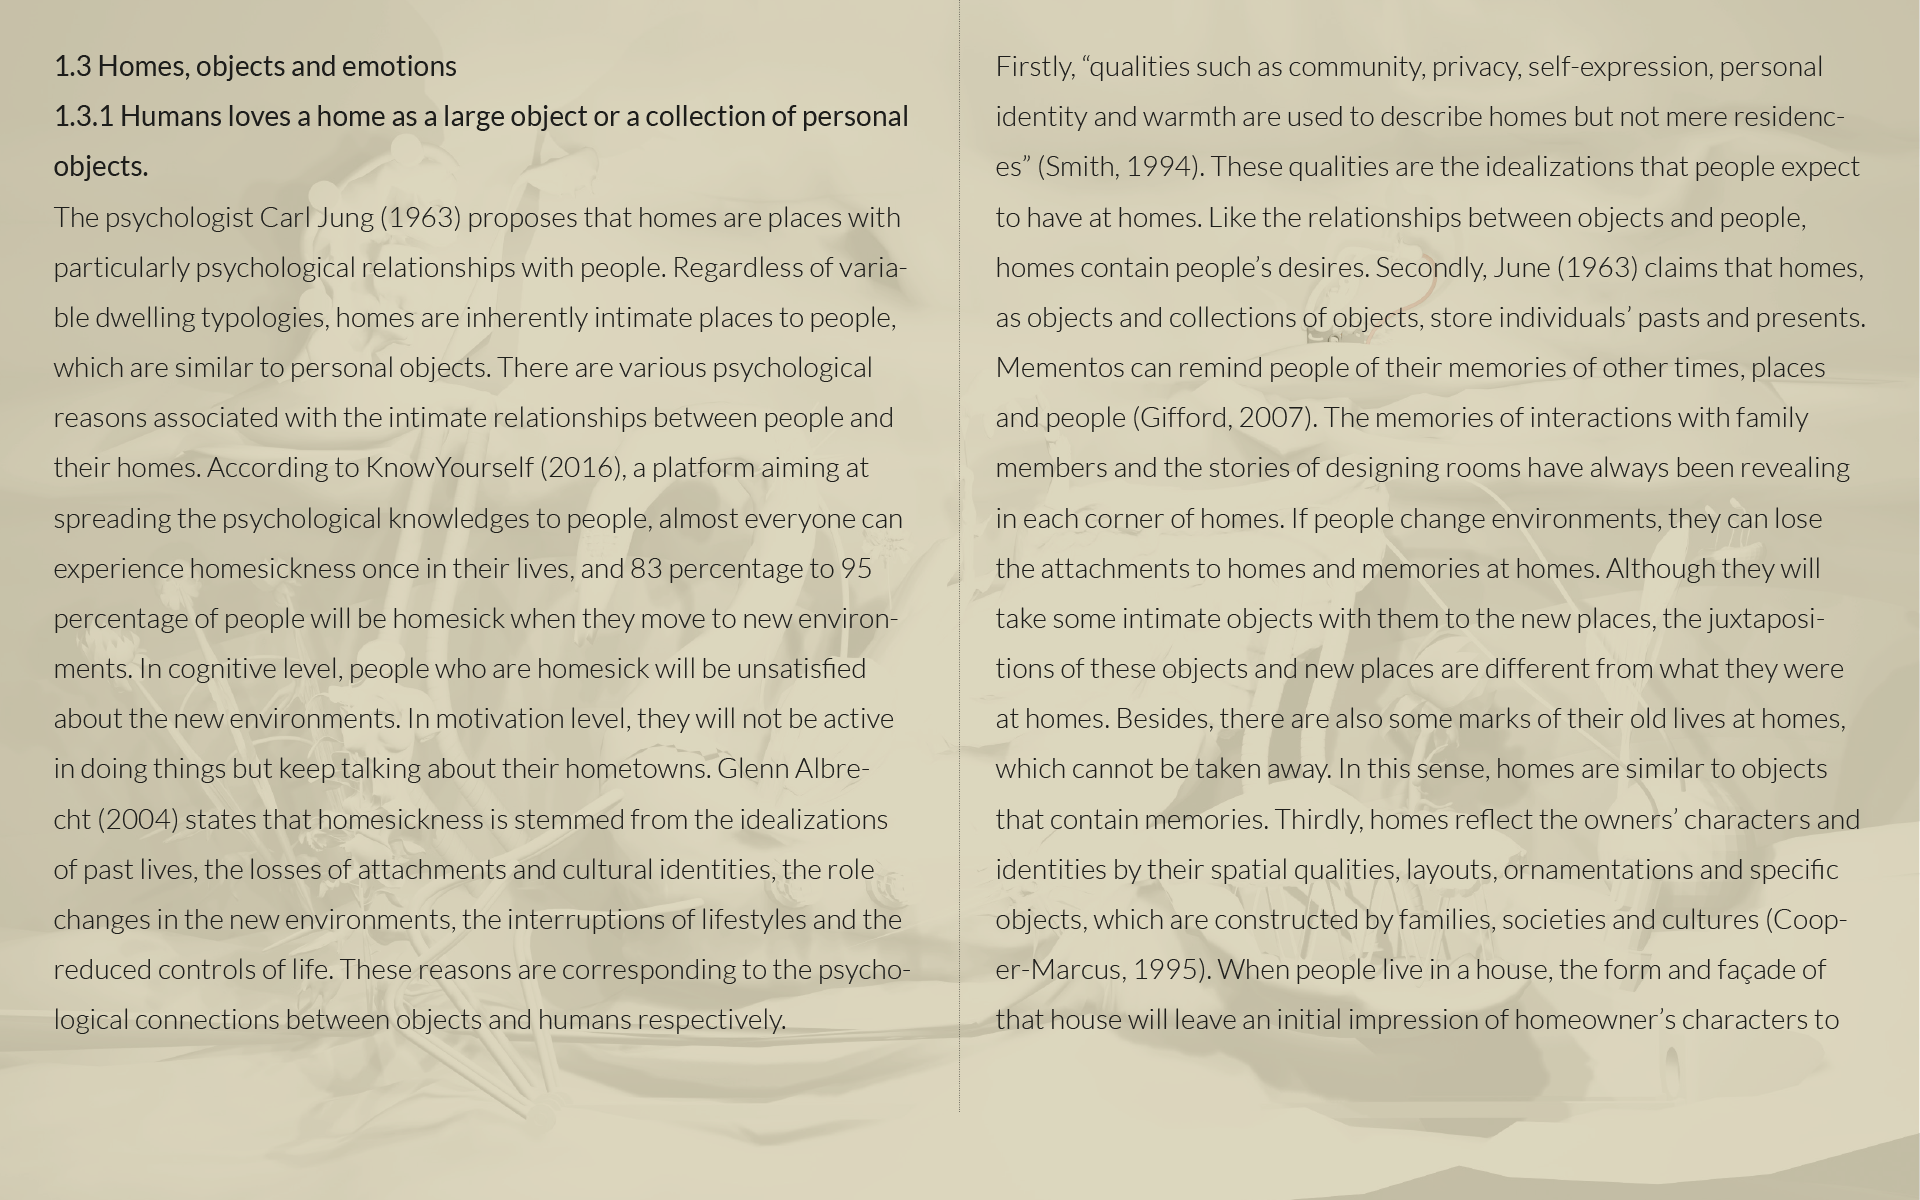 1.3 Homes, objects and emotions
1.3.1 Humans loves a home as a large object or a collection of personal
objects.
The psychologist Carl Jung (1963) proposes that homes are places with
particularly psychological relationships with people. Regardless of varia-
ble dwelling typologies, homes are inherently intimate places to people,
which are similar to personal objects. There are various psychological
reasons associated with the intimate relationships between people and
their homes. According to KnowYourself (2016), a platform aiming at
spreading the psychological knowledges to people, almost everyone can
experience homesickness once in their lives, and 83 percentage to 95
percentage of people will be homesick when they move to new environ-
ments. In cognitive level, people who are homesick will be unsatisfied
about the new environments. In motivation level, they will not be active
in doing things but keep talking about their hometowns. Glenn Albre-
cht (2004) states that homesickness is stemmed from the idealizations
of past lives, the losses of attachments and cultural identities, the role
changes in the new environments, the interruptions of lifestyles and the
reduced controls of life. These reasons are corresponding to the psycho-
logical connections between objects and humans respectively.
Firstly, “qualities such as community, privacy, self-expression, personal
identity and warmth are used to describe homes but not mere residenc-
es” (Smith, 1994). These qualities are the idealizations that people expect
to have at homes. Like the relationships between objects and people,
homes contain people’s desires. Secondly, June (1963) claims that homes,
as objects and collections of objects, store individuals’ pasts and presents.
Mementos can remind people of their memories of other times, places
and people (Gifford, 2007). The memories of interactions with family
members and the stories of designing rooms have always been revealing
in each corner of homes. If people change environments, they can lose
the attachments to homes and memories at homes. Although they will
take some intimate objects with them to the new places, the juxtaposi-
tions of these objects and new places are different from what they were
at homes. Besides, there are also some marks of their old lives at homes,
which cannot be taken away. In this sense, homes are similar to objects
that contain memories. Thirdly, homes reflect the owners’ characters and
identities by their spatial qualities, layouts, ornamentations and specific
objects, which are constructed by families, societies and cultures (Coop-
er-Marcus, 1995). When people live in a house, the form and façade of
that house will leave an initial impression of homeowner’s characters to